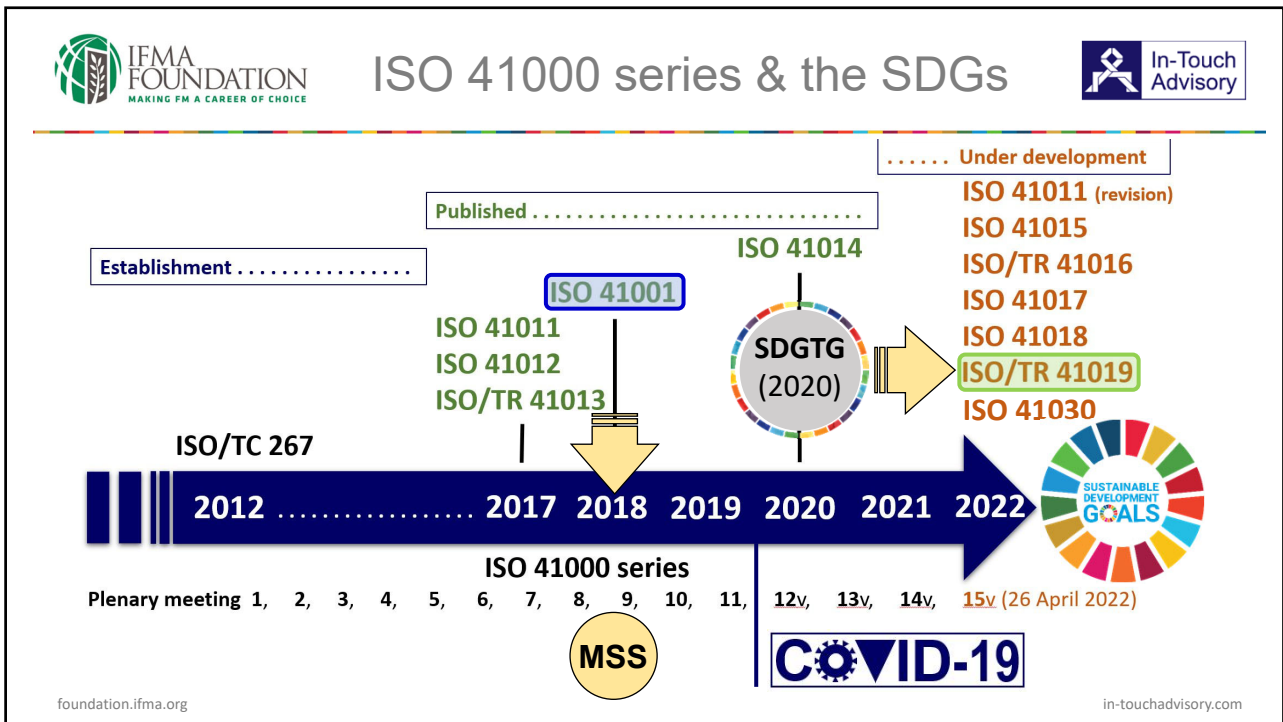 IFMA
FOUNDATION
MAKING FM A CAREER OF CHOICE
ISO 41000 series & the SDGs
In-Touch
Advisory
...... Under development
ISO 41011 (revision)
ISO 41015
ISO/TR 41016
ISO 41017
ISO 41018
ISO/TR 41019
ISO 41030
Published ..............................
ISO 41014
Establishment ................
ISO 41001
ISO 41011
ISO 41012
ISO/TR 41013
SDGTG
(2020)
ISO/TC 267
2012 ................... 2017 2018 2019 2020 2021 2022
SUSTAINABLE
DEVELOPMENT
GOALS
ISO 41000 series
Plenary meeting 1, 2, 3, 4, 5, 6, 7, 8, 9, 10, 11, 12v, 13v, 14v, 15v (26 April 2022)
MSS
COVID-19
foundation.ifma.org
in-touchadvisory.com